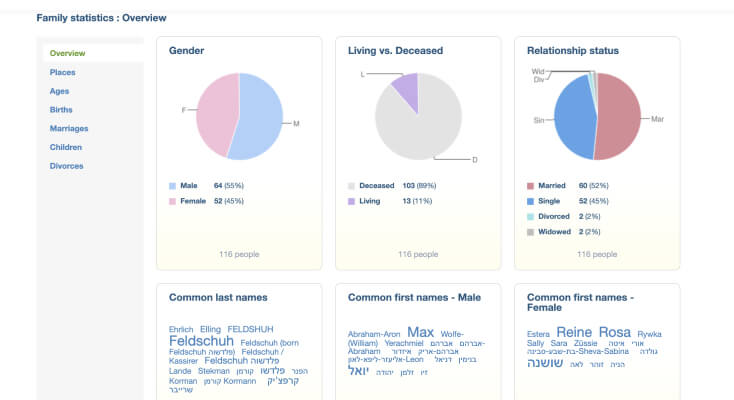 Family statistics : Overview
Overview
Places
Ages
Births
Marriages
Children
Divorces
Gender
F
M
Male 64 (55%)
Female 52 (45%)
116 people
Living vs. Deceased
L
D
Deceased 103 (89%)
Living 13 (11%)
116 people
Relationship status
Wid
Div
Sin
Mar
Married 60 (52%)
Single 52 (45%)
Divorced 2 (2%)
Widowed 2 (2%)
116 people
Common last names
Ehrlich Elling FELDSHUH
Feldschuh Feldschuh (born
Feldschuh (פלדשוה Feldschuh /
Kassirer Feldschuh פלדשוה
Lande Stekman קורמן פלדשו הפנר
Korman קורמן Kormann קרפצ'יק
שרייבר
Common first names - Male
Abraham-Aron Max Wolfe-
(William) Yerachmiel אברהם אברהם-
Abraham אברהם-אריק איזדור
אליעזר-ליפא-לאון-Leon בנימין דניאל
זיו זלמן יהודה יואל
Common first names -
Female
Estera Reine Rosa Rywka
Sally Sara Züssie אורי איטה
בת-שבע-סבינה-Sheva-Sabina גולדה
הניה זוהר לאה שושנה